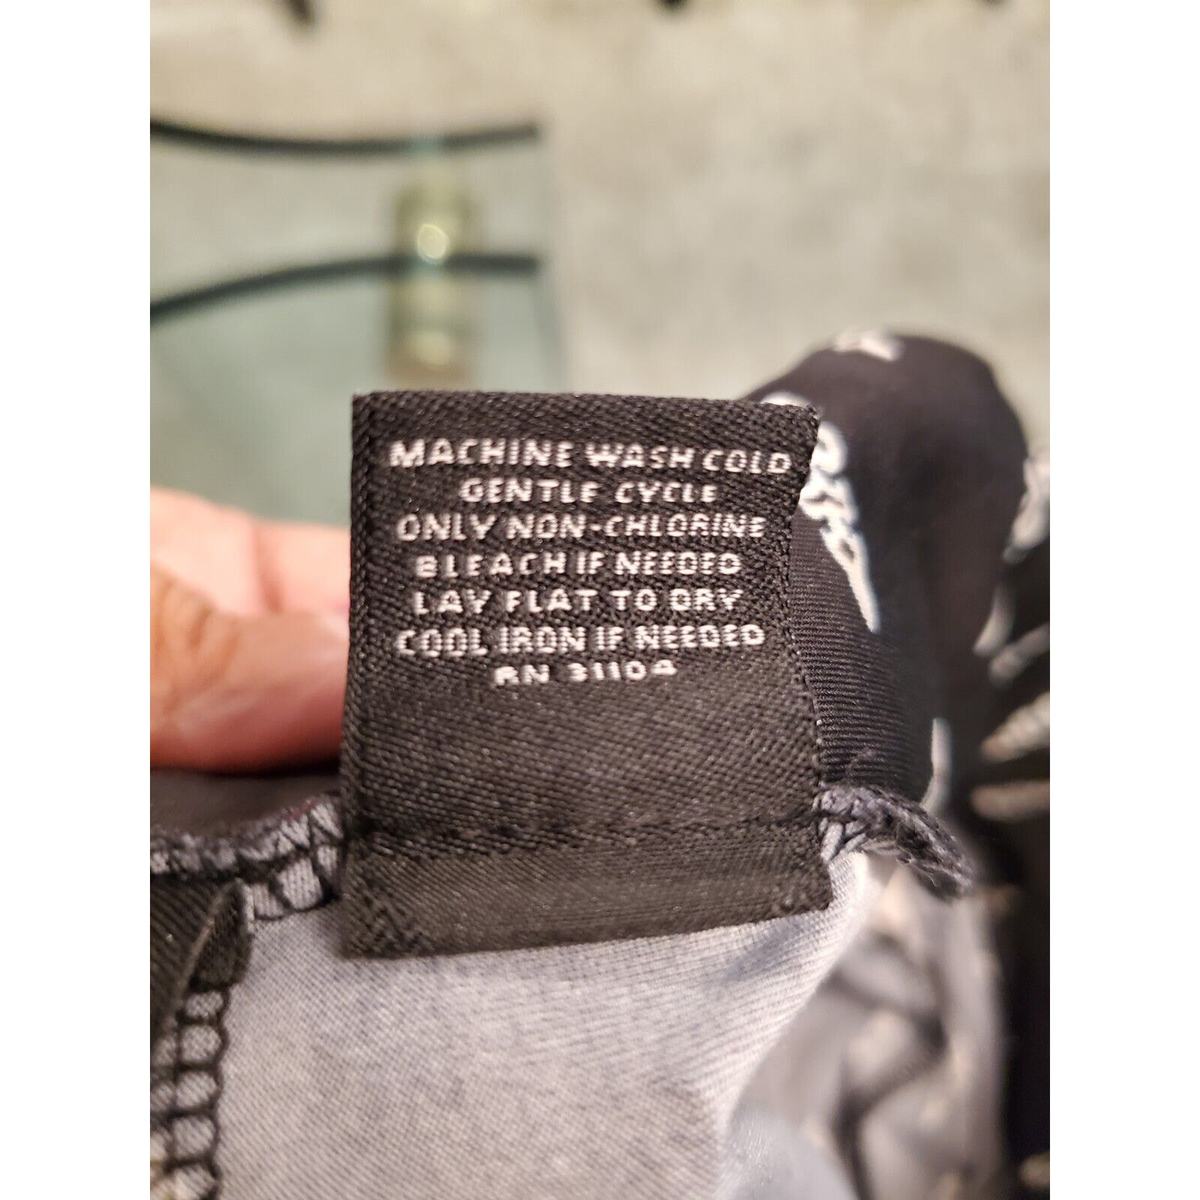 MACHINE WASH COLD
GENTLE CYCLE
ONLY NON-CHLORINE
BLEACH IF NEEDED
LAY FLAT TO DRY
COOL IRON IF NEEDED
RN 31104